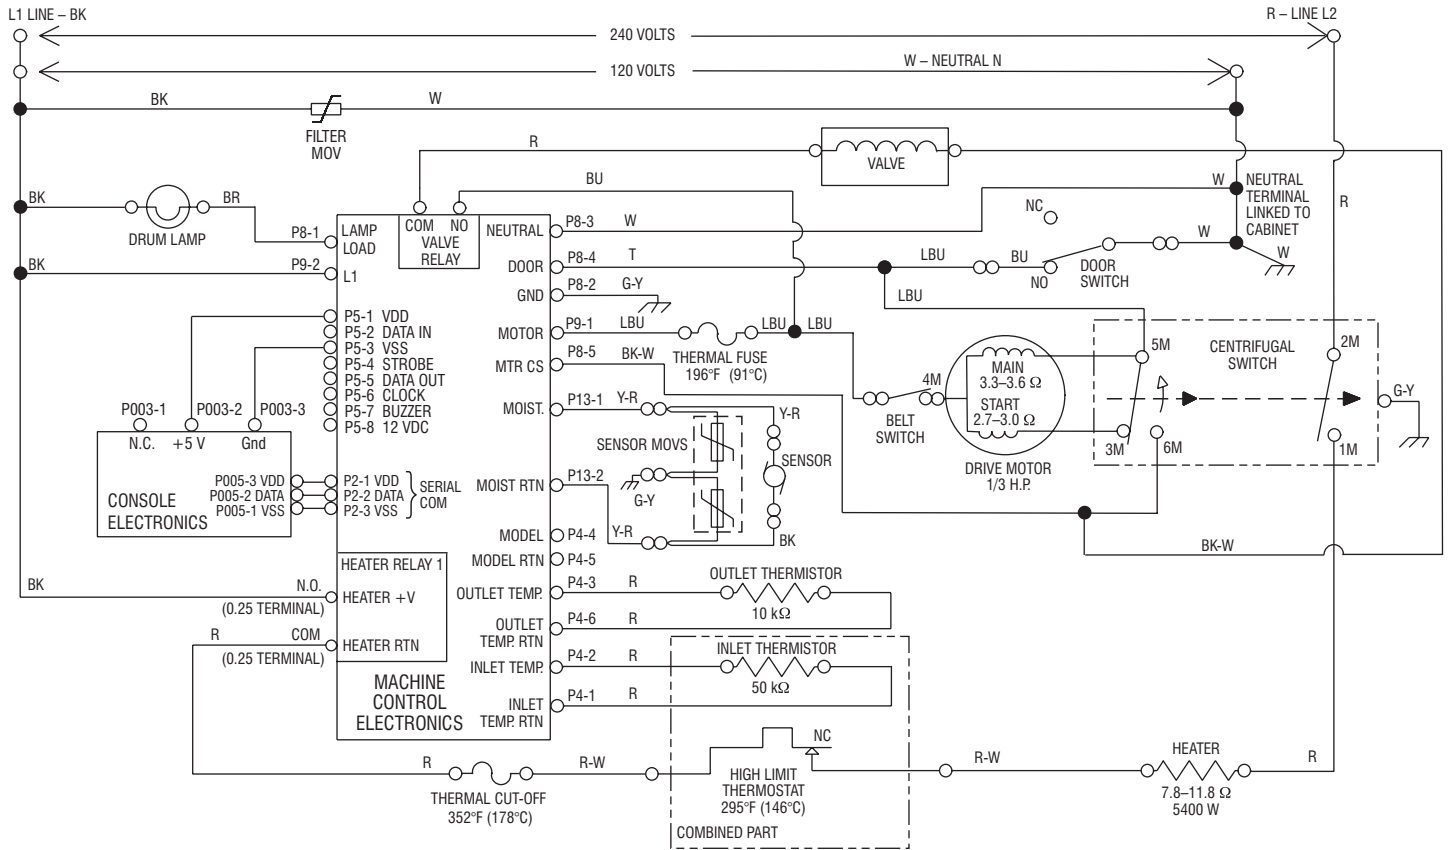 L1 LINE – BK
R – LINE L2
240 VOLTS
120 VOLTS
W – NEUTRAL N
BK
W
FILTER
MOV
R
VALVE
BU
BK
BR
DRUM LAMP
P8-1
LAMP
LOAD
COM
NO
VALVE
RELAY
NEUTRAL
P8-3
W
W
NEUTRAL
TERMINAL
LINKED TO
CABINET
R
NC
W
W
BK
P9-2
L1
DOOR
P8-4
T
LBU
BU
NO
DOOR
SWITCH
GND
P8-2
G-Y
LBU
P5-1 VDD
P5-2 DATA IN
P5-3 VSS
P5-4 STROBE
P5-5 DATA OUT
P5-6 CLOCK
P5-7 BUZZER
P5-8 12 VDC
MOTOR
P9-1
LBU
LBU
LBU
THERMAL FUSE
196°F (91°C)
MTR CS
P8-5
BK-W
5M
CENTRIFUGAL
SWITCH
2M
4M
MAIN
3.3–3.6 Ω
START
2.7–3.0 Ω
BELT
SWITCH
3M
6M
1M
G-Y
DRIVE MOTOR
1/3 H.P.
P003-1
P003-2
P003-3
N.C.
+5 V
Gnd
MOIST.
P13-1
Y-R
Y-R
SENSOR MOVS
SENSOR
P005-3 VDD
P005-2 DATA
P005-1 VSS
P2-1 VDD
P2-2 DATA
P2-3 VSS
SERIAL
COM
CONSOLE
ELECTRONICS
MOIST RTN
P13-2
G-Y
Y-R
BK
MODEL
P4-4
MODEL RTN
P4-5
BK-W
HEATER RELAY 1
BK
N.O.
(0.25 TERMINAL)
HEATER +V
OUTLET TEMP.
P4-3
R
OUTLET THERMISTOR
10 kΩ
R
COM
(0.25 TERMINAL)
HEATER RTN
OUTLET
TEMP. RTN
P4-6
R
INLET TEMP.
P4-2
R
INLET THERMISTOR
50 kΩ
MACHINE
CONTROL
ELECTRONICS
INLET
TEMP. RTN
P4-1
R
R
THERMAL CUT-OFF
352°F (178°C)
R-W
NC
HIGH LIMIT
THERMOSTAT
295°F (146°C)
COMBINED PART
R-W
HEATER
7.8–11.8 Ω
5400 W
R